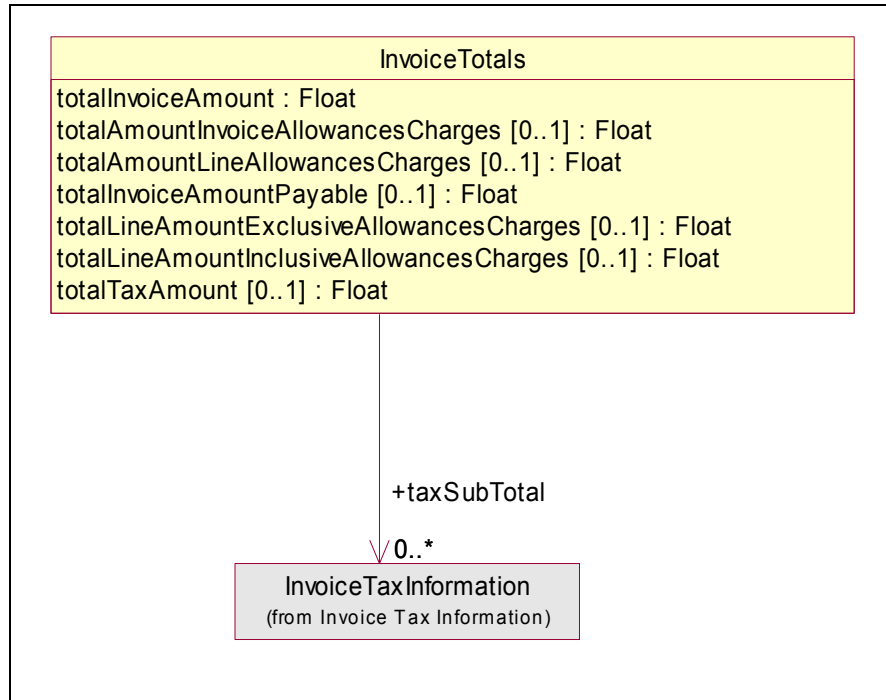 InvoiceTotals
totalInvoiceAmount : Float
totalAmountInvoiceAllowancesCharges [0..1] : Float
totalAmountLineAllowancesCharges [0..1] : Float
totalInvoiceAmountPayable [0..1] : Float
totalLineAmountExclusiveAllowancesCharges [0..1] : Float
totalLineAmountInclusiveAllowancesCharges [0..1] : Float
totalTaxAmount [0..1] : Float
+taxSubTotal
0..*
InvoiceTaxInformation
(from Invoice Tax Information)